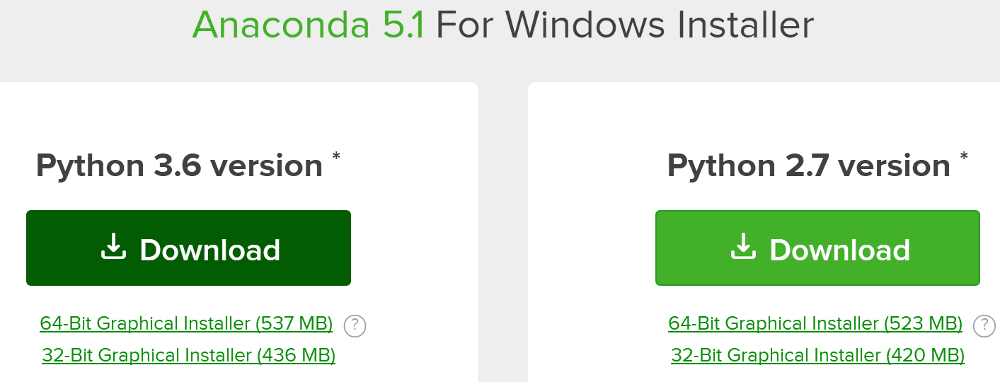 Anaconda 5.1 For Windows Installer
Python 3.6 version *
Download
64-Bit Graphical Installer (537 MB) ?
32-Bit Graphical Installer (436 MB)
Python 2.7 version *
Download
64-Bit Graphical Installer (523 MB) ?
32-Bit Graphical Installer (420 MB)